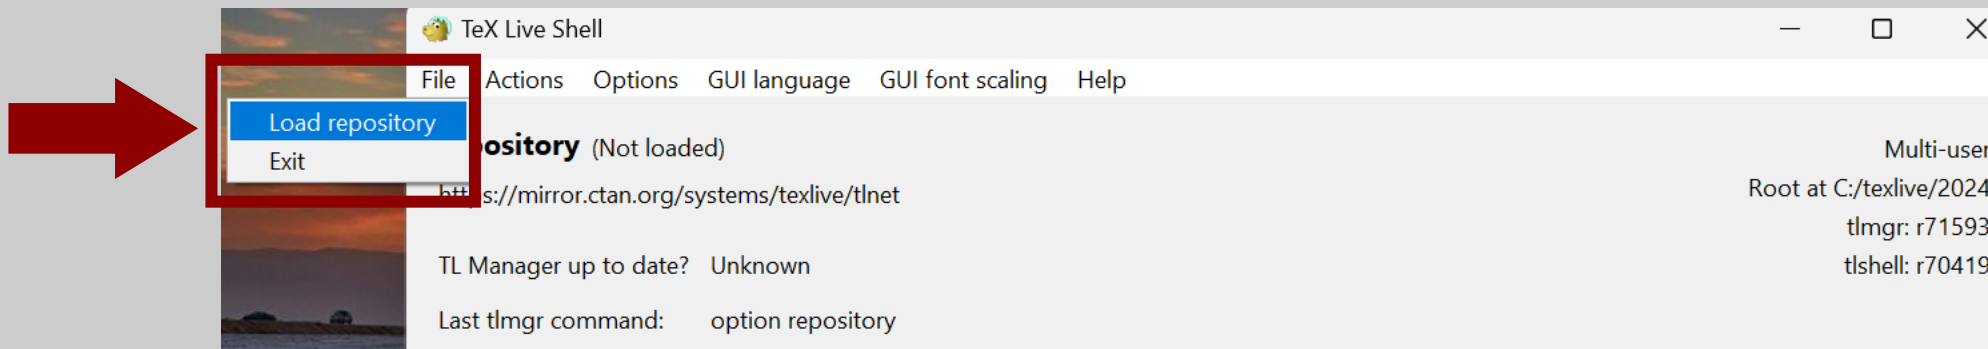 TeX Live Shell
File Actions Options GUI language GUI font scaling Help
Load repository
Exit
ository (Not loaded)
Multi-user
https://mirror.ctan.org/systems/texlive/tlnet
Root at C:/texlive/2024
tlmgr: r71593
TL Manager up to date? Unknown
tlshell: r70419
Last tlmgr command: option repository